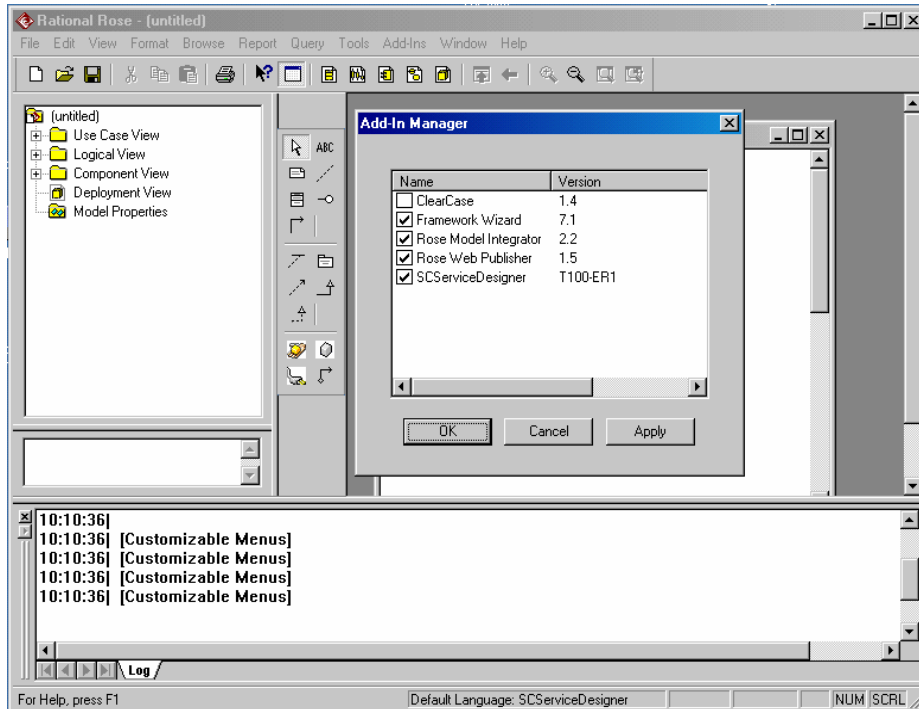 Rational Rose - (untitled)
File Edit View Format Browse Report Query Tools Add-Ins Window Help
(untitled)
Use Case View
Logical View
Component View
Deployment View
Model Properties
ABC
Add-In Manager
Name Version
ClearCase 1.4
Framework Wizard 7.1
Rose Model Integrator 2.2
Rose Web Publisher 1.5
SCServiceDesigner T100-ER1
OK Cancel Apply
10:10:36|
10:10:36| [Customizable Menus]
10:10:36| [Customizable Menus]
10:10:36| [Customizable Menus]
10:10:36| [Customizable Menus]
Log
For Help, press F1 Default Language: SCServiceDesigner NUM SCRL